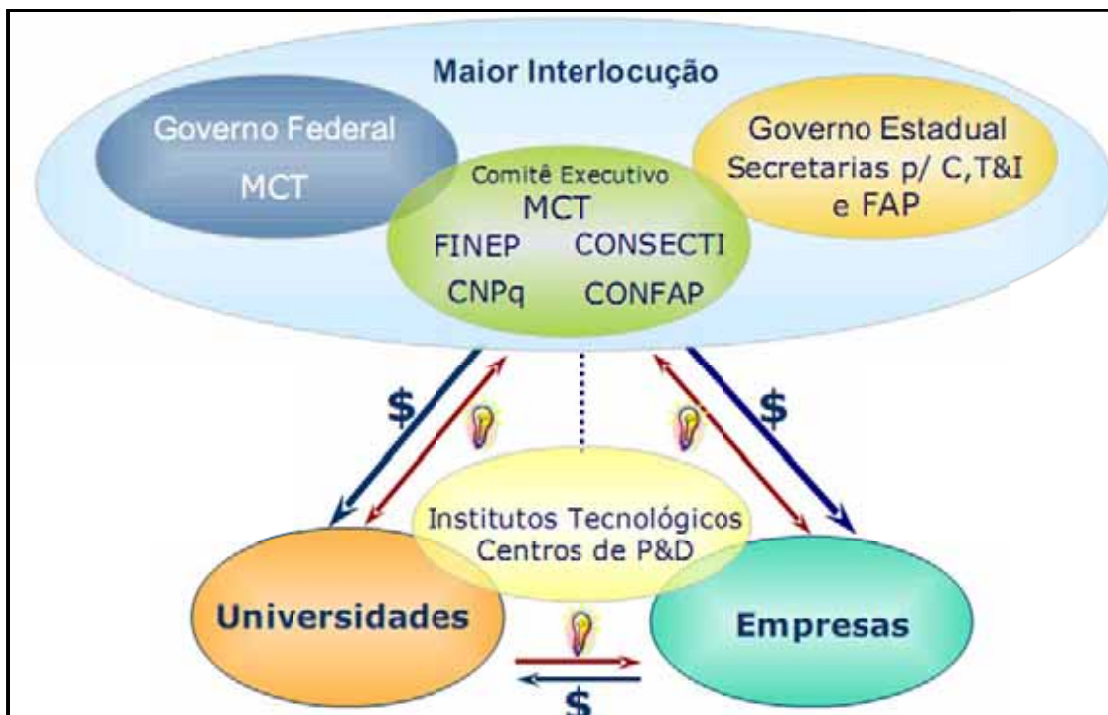 Maior Interlocução
Governo Federal
MCT
Governo Estadual
Secretarias p/ C,T&I
e FAP
Comitê Executivo
MCT
FINEP CONSECTI
CNPq CONFAP
$
$
Institutos Tecnológicos
Centros de P&D
Universidades
Empresas
$